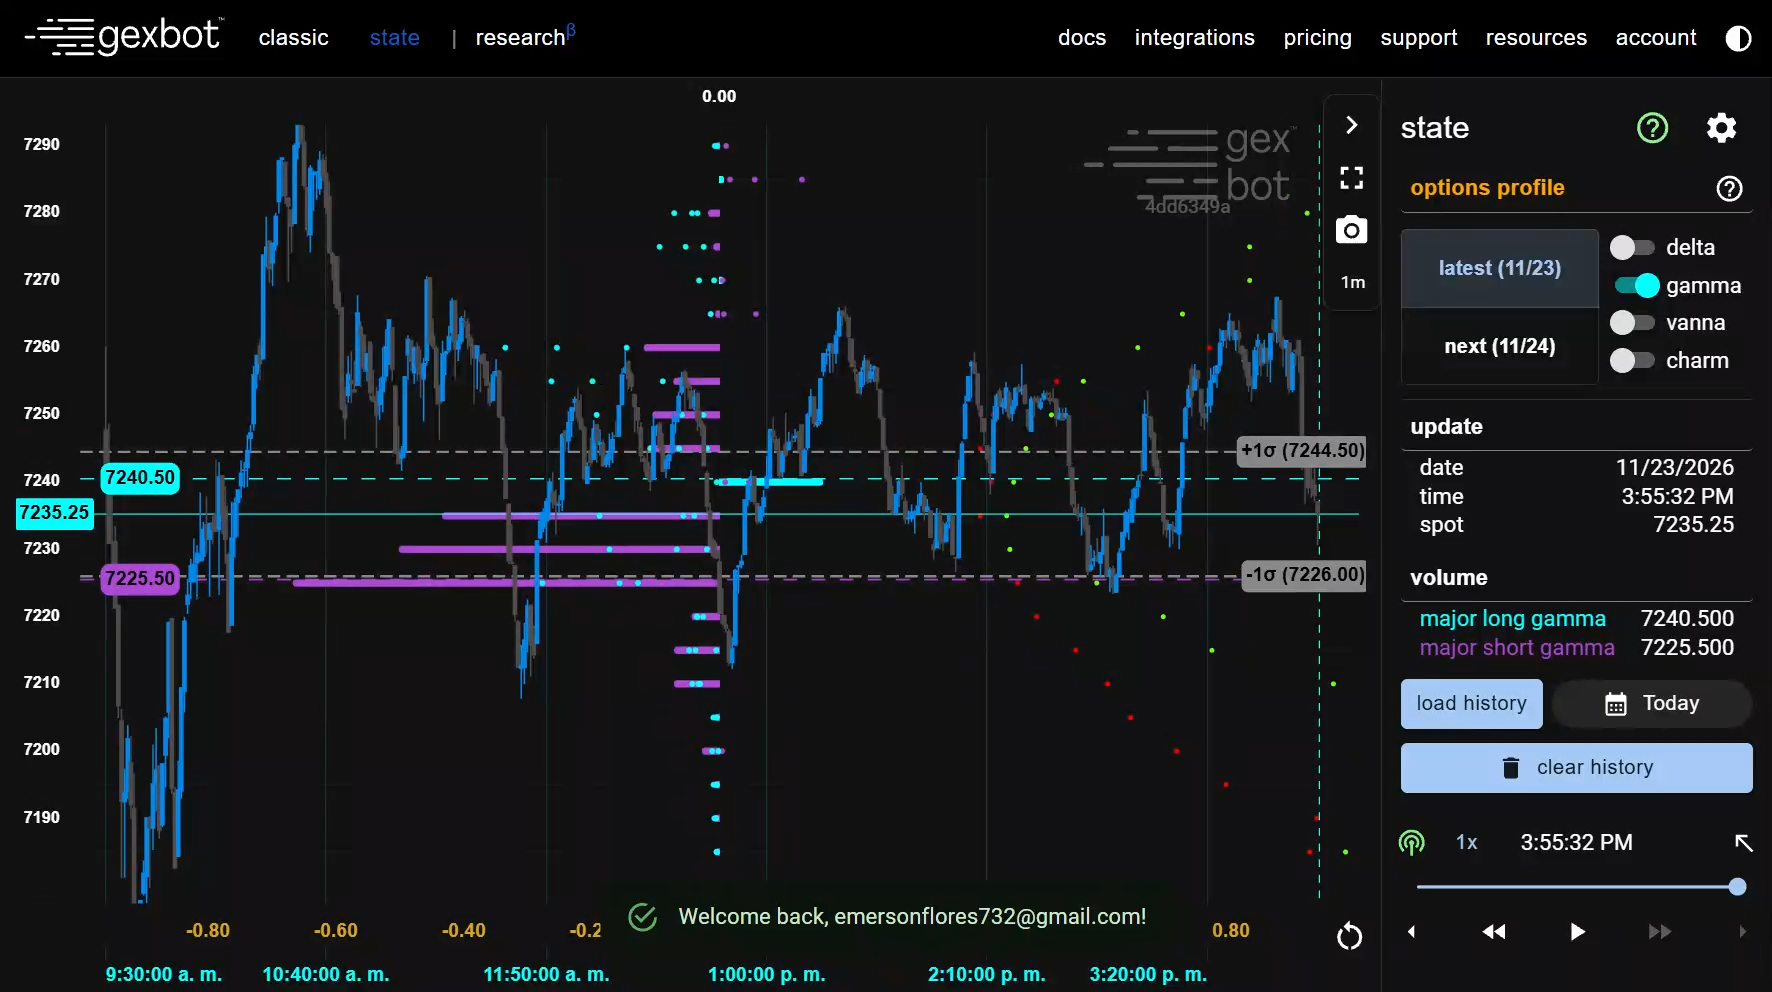 gexbot™
classic
state
|
researchᵝ
docs
integrations
pricing
support
resources
account
0.00
gex™
bot
4dd6349a
7290
7280
7270
7260
7250
7240
7230
7220
7210
7200
7190
7240.50
7235.25
7225.50
+1σ (7244.50)
-1σ (7226.00)
1m
-0.80
-0.60
-0.40
-0.2
0.80
Welcome back, emersonflores732@gmail.com!
9:30:00 a. m.
10:40:00 a. m.
11:50:00 a. m.
1:00:00 p. m.
2:10:00 p. m.
3:20:00 p. m.
state
options profile
latest (11/23)
next (11/24)
delta
gamma
vanna
charm
update
date 11/23/2026
time 3:55:32 PM
spot 7235.25
volume
major long gamma 7240.500
major short gamma 7225.500
load history
Today
clear history
1x
3:55:32 PM